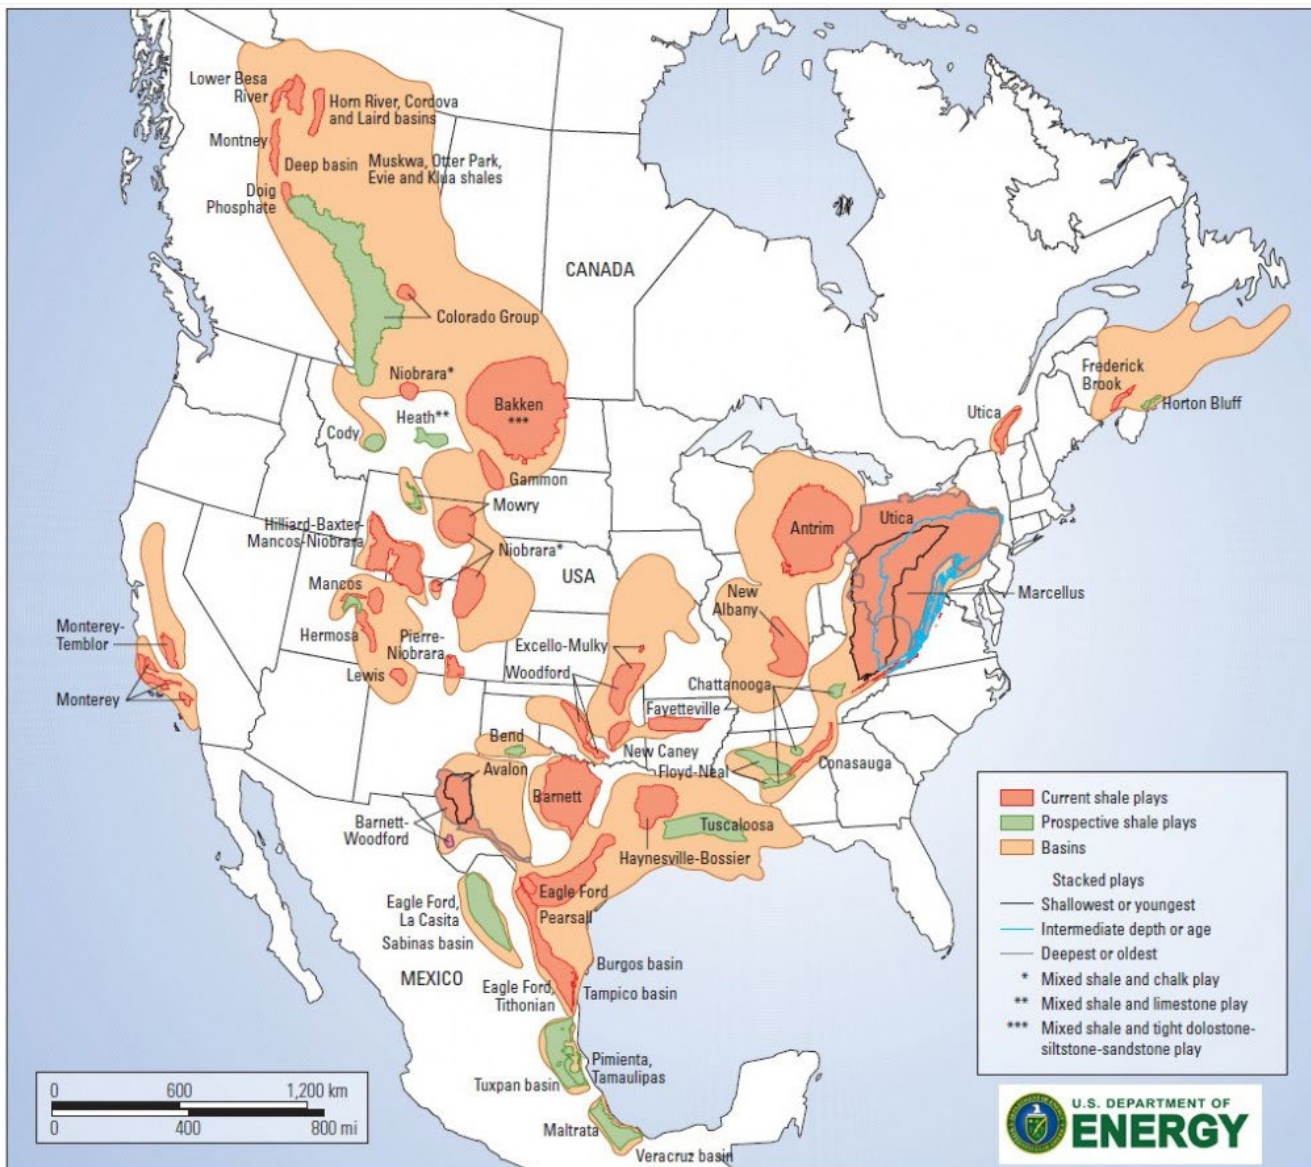 Lower Besa
River
Horn River, Cordova
and Laird basins
Montney
Deep basin
Muskwa, Otter Park,
Evie and Klua shales
Doig
Phosphate
CANADA
Colorado Group
Niobrara*
Bakken
***
Heath**
Cody
Gammon
Mowry
Frederick
Brook
Horton Bluff
Utica
Utica
Antrim
Hilliard-Baxter-
Mancos-Niobrara
Niobrara*
USA
Mancos
New
Albany
Marcellus
Monterey-
Temblor
Hermosa
Pierre-
Niobrara
Excello-Mulky
Woodford
Lewis
Monterey
Chattanooga
Fayetteville
Bend
New Caney
Avalon
Floyd-Neal
Conasauga
Barnett
Barnett-
Woodford
Tuscaloosa
Haynesville-Bossier
Eagle Ford
Pearsall
Eagle Ford,
La Casita
Sabinas basin
MEXICO
Burgos basin
Eagle Ford,
Tithonian
Tampico basin
Pimienta,
Tamaulipas
Tuxpan basin
Maltrata
Veracruz basin
Current shale plays
Prospective shale plays
Basins
Stacked plays
Shallowest or youngest
Intermediate depth or age
Deepest or oldest
* Mixed shale and chalk play
** Mixed shale and limestone play
*** Mixed shale and tight dolostone-
siltstone-sandstone play
0 600 1,200 km
0 400 800 mi
U.S. DEPARTMENT OF
ENERGY